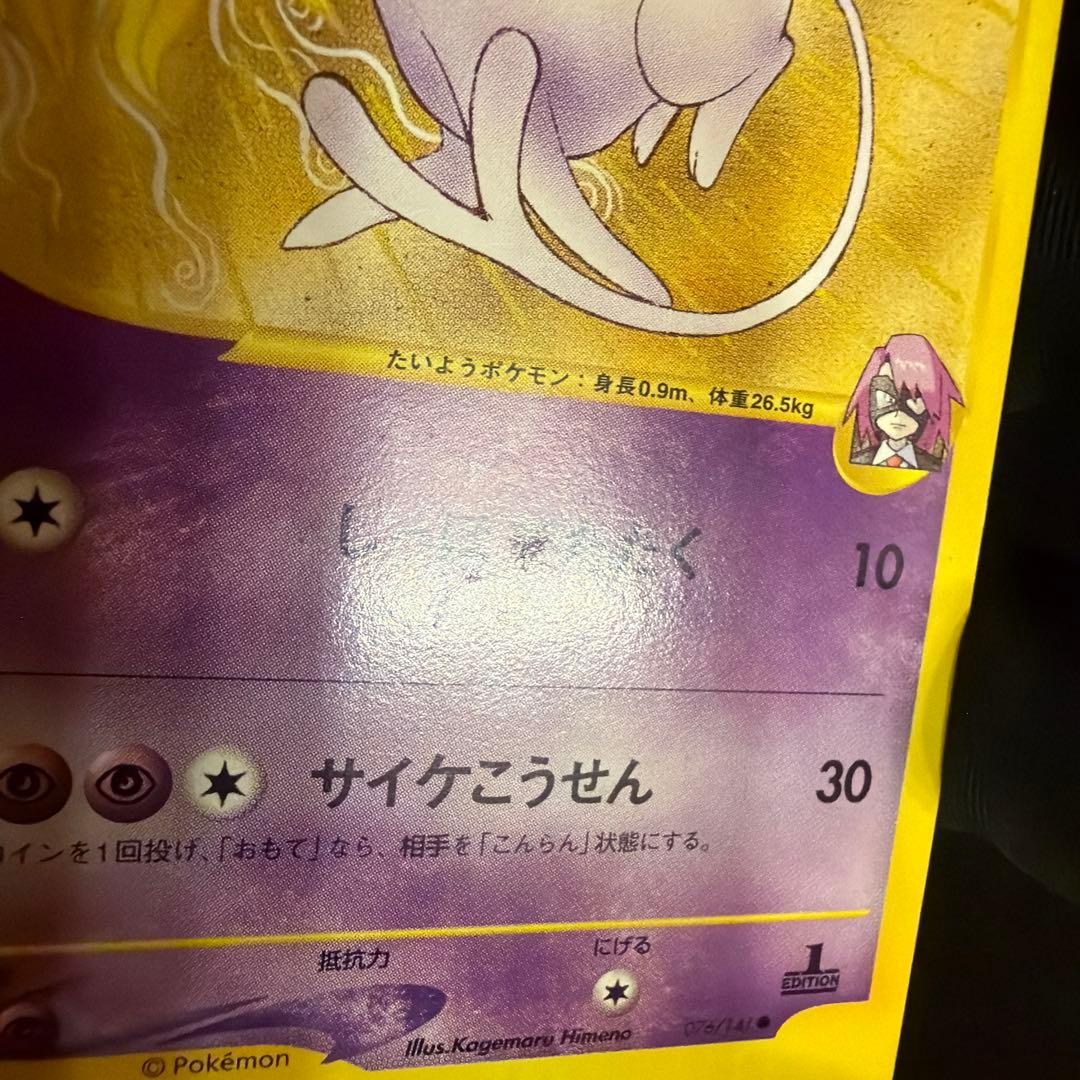 たいようポケモン：身長0.9m、体重26.5kg
10
サイケこうせん 30
コインを1回投げ、「おもて」なら、相手を「こんらん」状態にする。
抵抗力 にげる
1 EDITION
Illus.Kagemaru Himeno 076/141●
© Pokémon